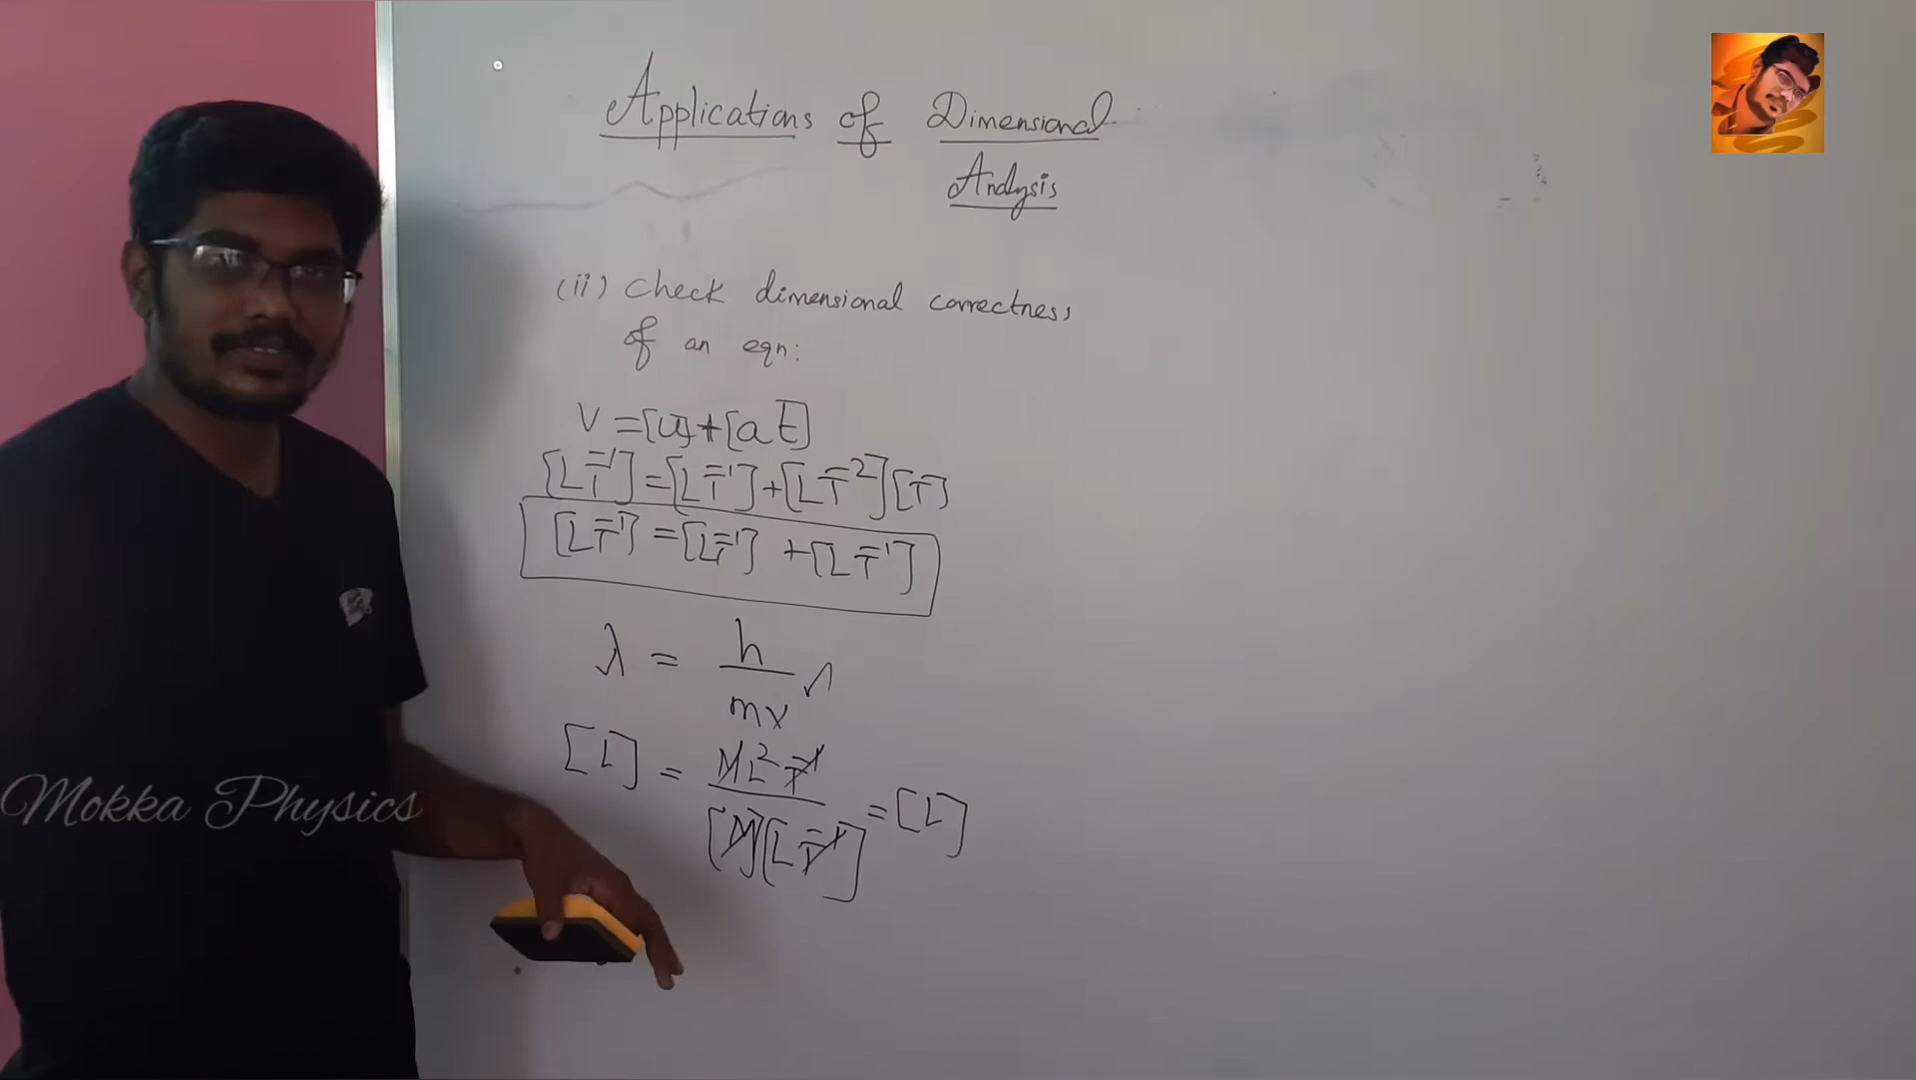 Applications of Dimensional
Analysis
(ii) Check dimensional correctness
of an eqn:
v = [u] + [at]
[LT⁻¹] = [LT⁻¹] + [LT⁻²][T]
[LT⁻¹] = [LT⁻¹] + [LT⁻¹]
λ = h/mv
[L] = ML²T⁻¹/[M][LT⁻¹] = [L]
Mokka Physics